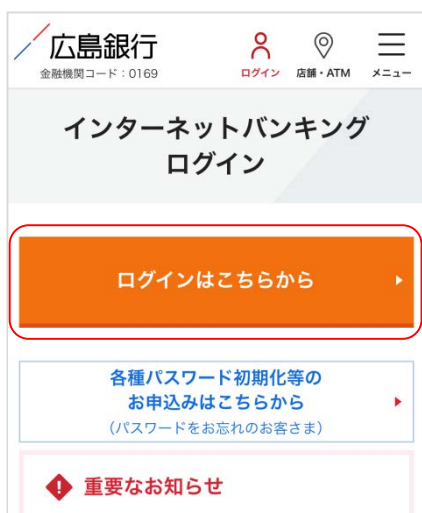 広島銀行
金融機関コード：0169
ログイン
店舗・ATM
メニュー
インターネットバンキング
ログイン
ログインはこちらから
各種パスワード初期化等の
お申込みはこちらから
(パスワードをお忘れのお客さま)
重要なお知らせ